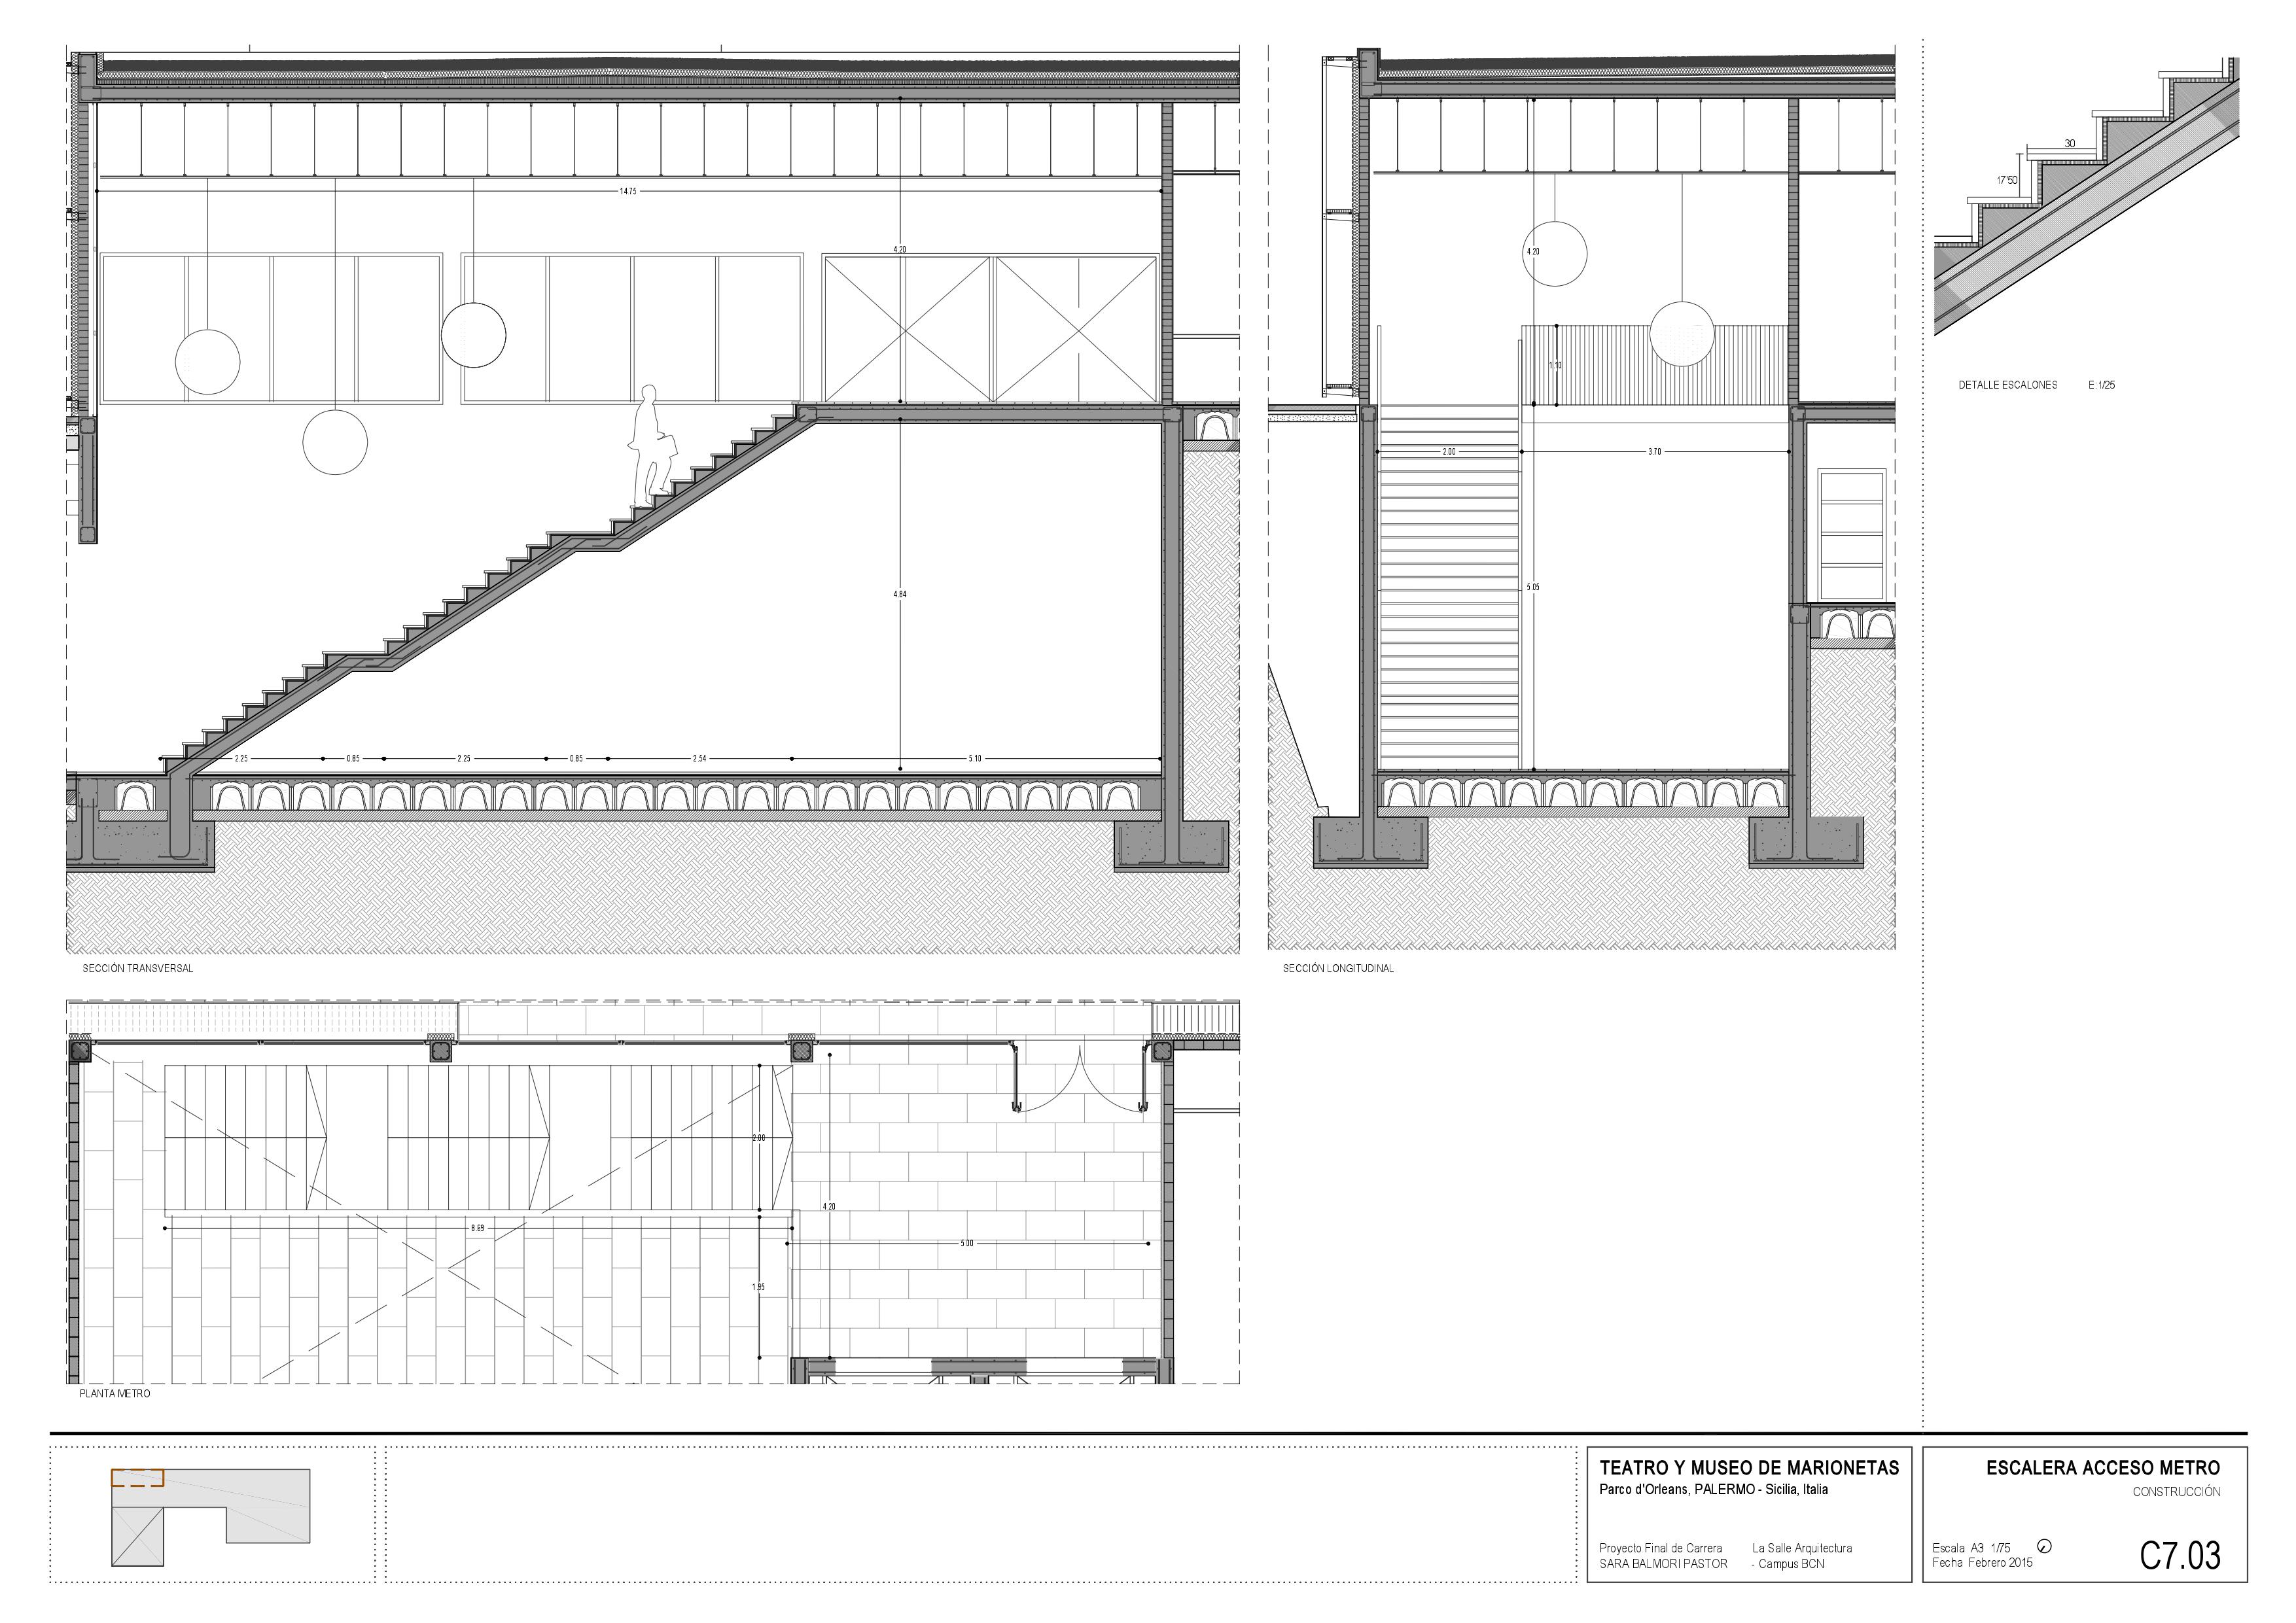 14.75
4.20
4.84
2.25
0.85
2.25
0.85
2.54
5.10
SECCIÓN TRANSVERSAL
4.20
1.10
2.00
3.70
5.05
SECCIÓN LONGITUDINAL
30
17'50
DETALLE ESCALONES E: 1/25
2.00
4.20
8.69
5.00
1.95
PLANTA METRO
TEATRO Y MUSEO DE MARIONETAS
Parco d'Orleans, PALERMO - Sicilia, Italia
Proyecto Final de Carrera La Salle Arquitectura
SARA BALMORI PASTOR - Campus BCN
ESCALERA ACCESO METRO
CONSTRUCCIÓN
Escala A3 1/75
Fecha Febrero 2015
C7.03